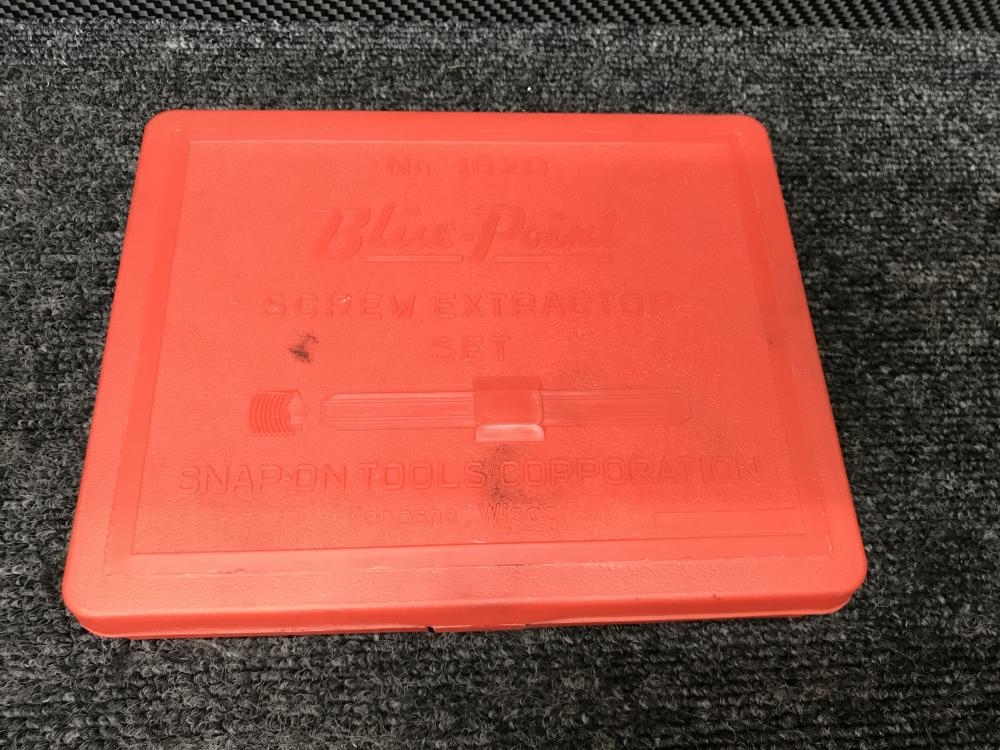 No. 1020
Blue-Point
SCREW EXTRACTOR
SET
SNAP-ON TOOLS CORPORATION
Kenosha, Wisconsin